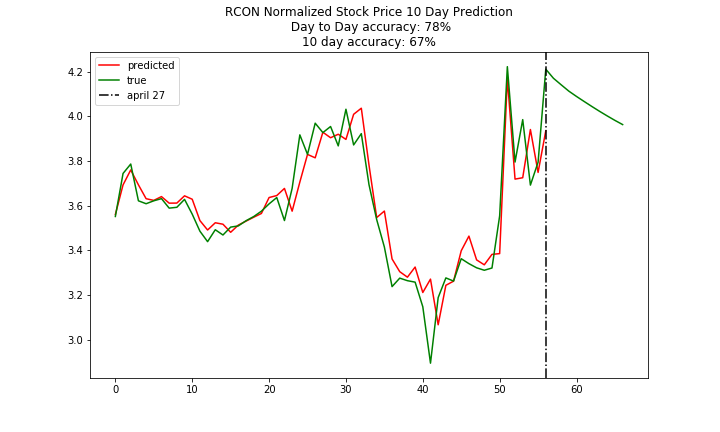 RCON Normalized Stock Price 10 Day Prediction
Day to Day accuracy: 78%
10 day accuracy: 67%
predicted
true
april 27
4.2
4.0
3.8
3.6
3.4
3.2
3.0
0 10 20 30 40 50 60